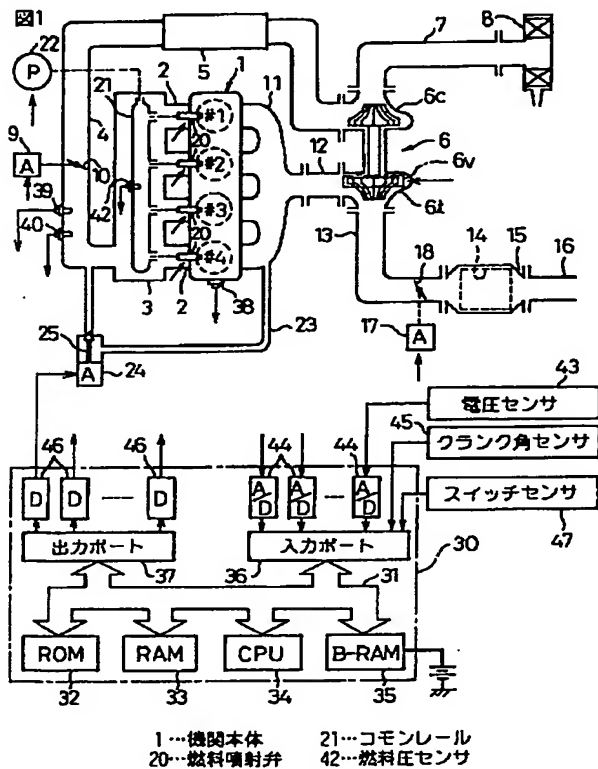 図1
8
22
P
21
2
5
1
11
7
6c
#1
20
#2
#3
20
#4
12
6
6v
6t
9
A
10
4
42
39
40
3
2
38
13
18
14
15
16
23
17
A
25
A
24
43
電圧センサ
45
クランク角センサ
スイッチセンサ
47
46
46
44
44
D
D
D
A/D
A/D
A/D
出力ポート
入力ポート
30
37
36
31
ROM
RAM
CPU
B-RAM
32
33
34
35
1…機関本体
21…コモンレール
20…燃料噴射弁
42…燃料圧センサ